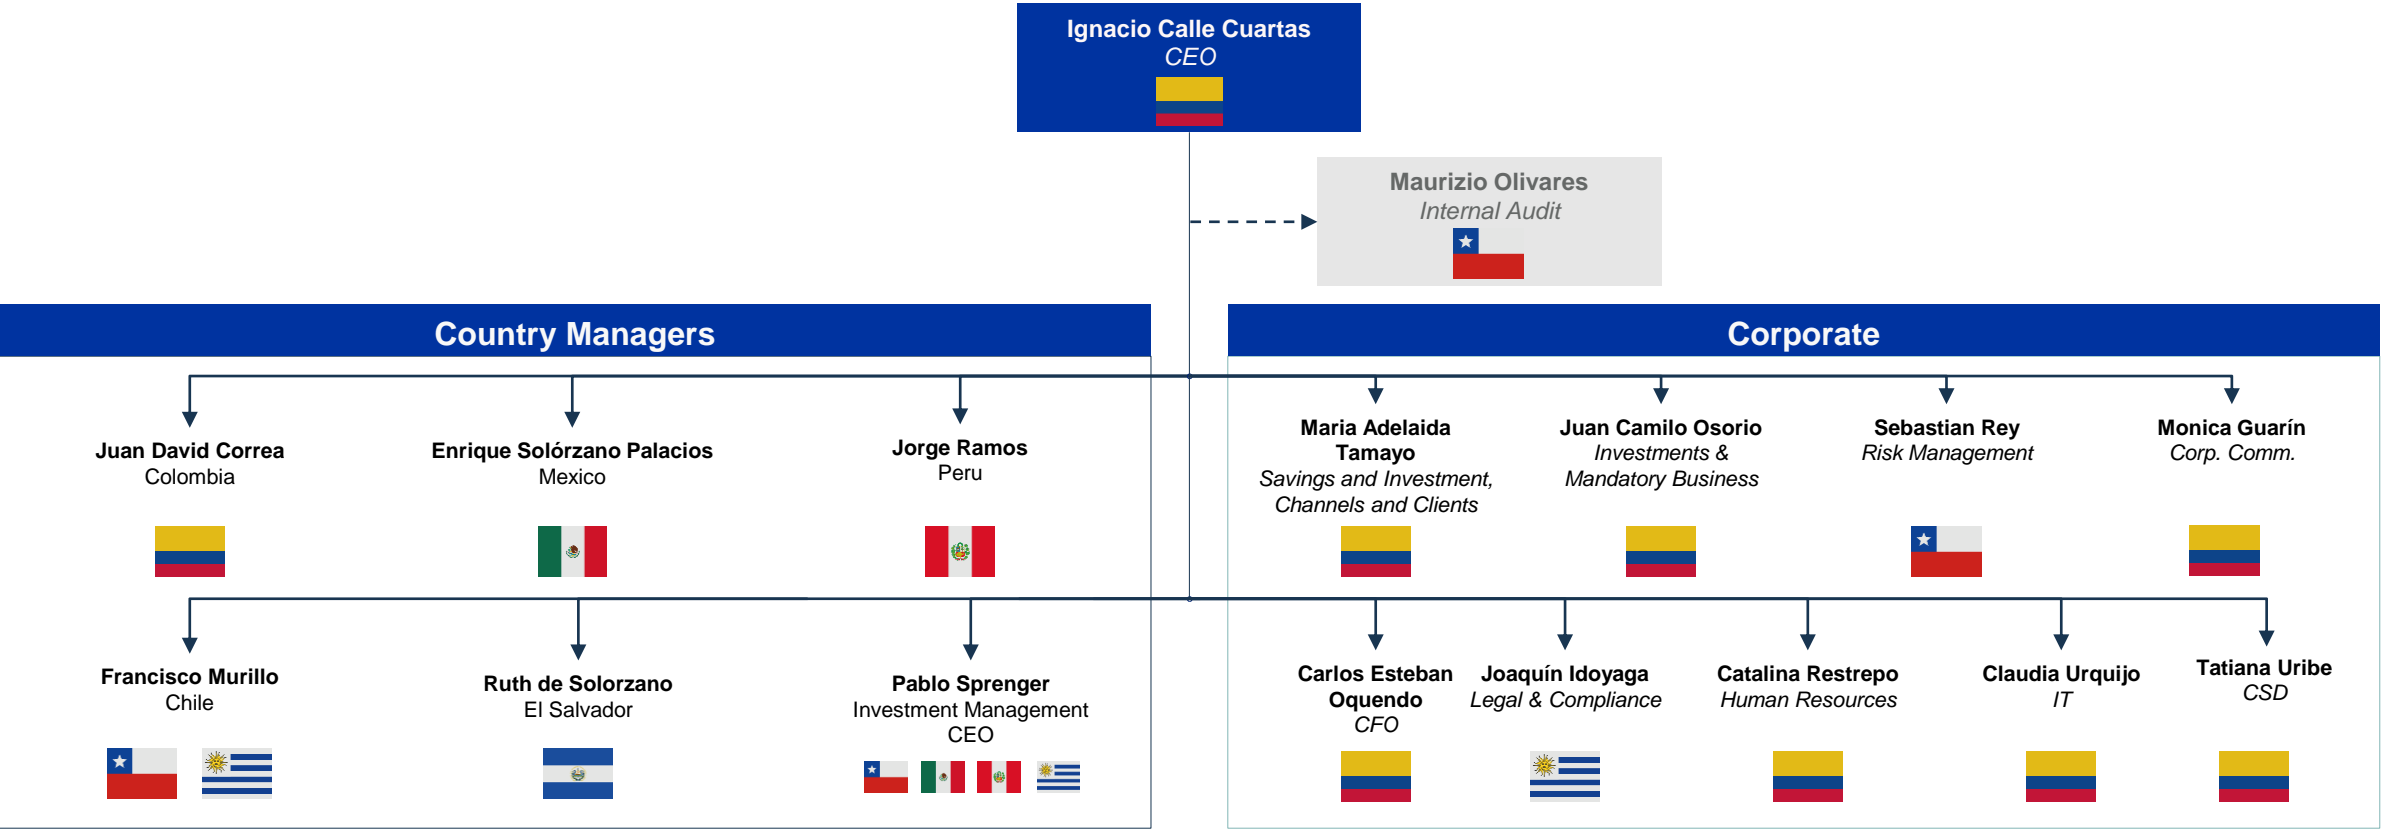 Ignacio Calle Cuartas
CEO
Maurizio Olivares
Internal Audit
Country Managers
Juan David Correa
Colombia
Enrique Solórzano Palacios
Mexico
Jorge Ramos
Peru
Francisco Murillo
Chile
Ruth de Solorzano
El Salvador
Pablo Sprenger
Investment Management
CEO
Corporate
Maria Adelaida
Tamayo
Savings and Investment,
Channels and Clients
Juan Camilo Osorio
Investments &
Mandatory Business
Sebastian Rey
Risk Management
Monica Guarín
Corp. Comm.
Carlos Esteban
Oquendo
CFO
Joaquín Idoyaga
Legal & Compliance
Catalina Restrepo
Human Resources
Claudia Urquijo
IT
Tatiana Uribe
CSD